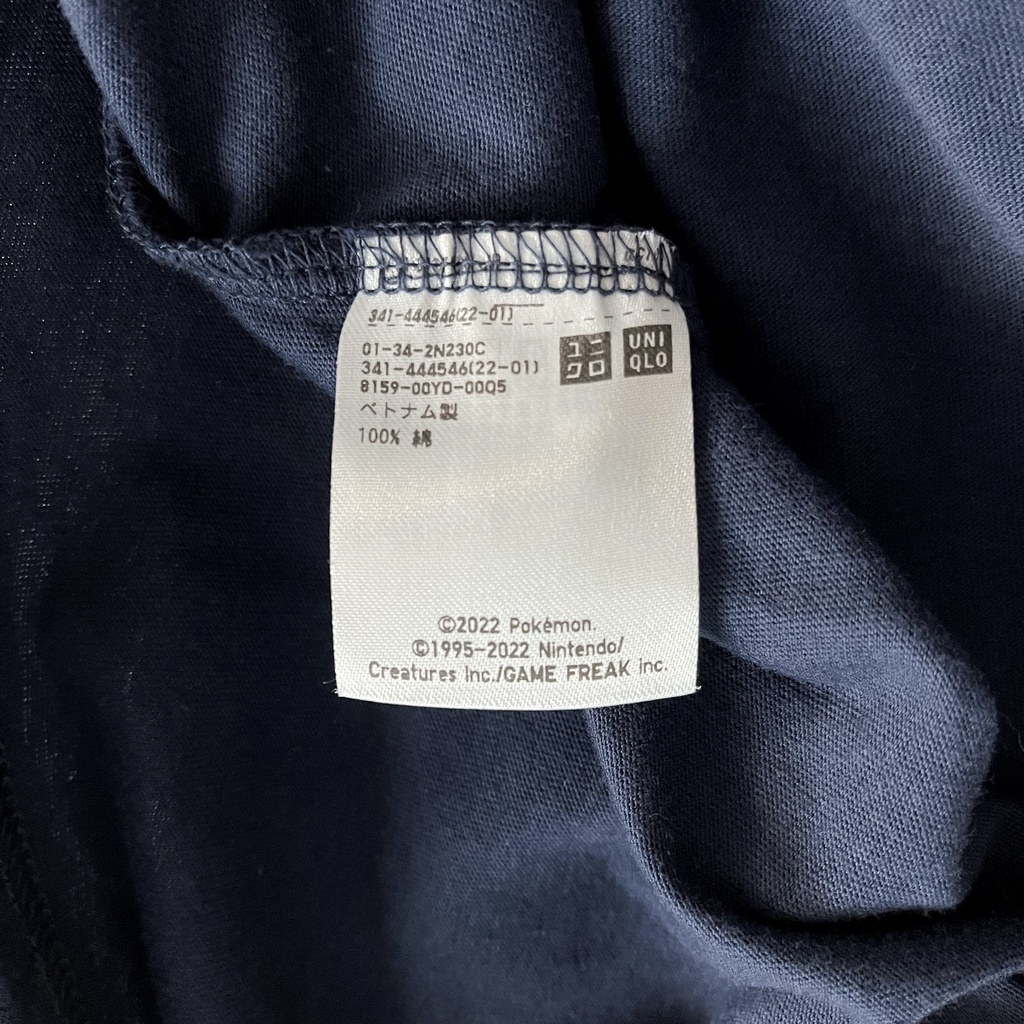 341-444546(22-01)
01-34-2N230C
341-444546(22-01)
8159-00YD-00Q5
ベトナム製
100% 綿
ユニ
クロ
UNI
QLO
©2022 Pokémon.
©1995-2022 Nintendo/
Creatures Inc./GAME FREAK inc.